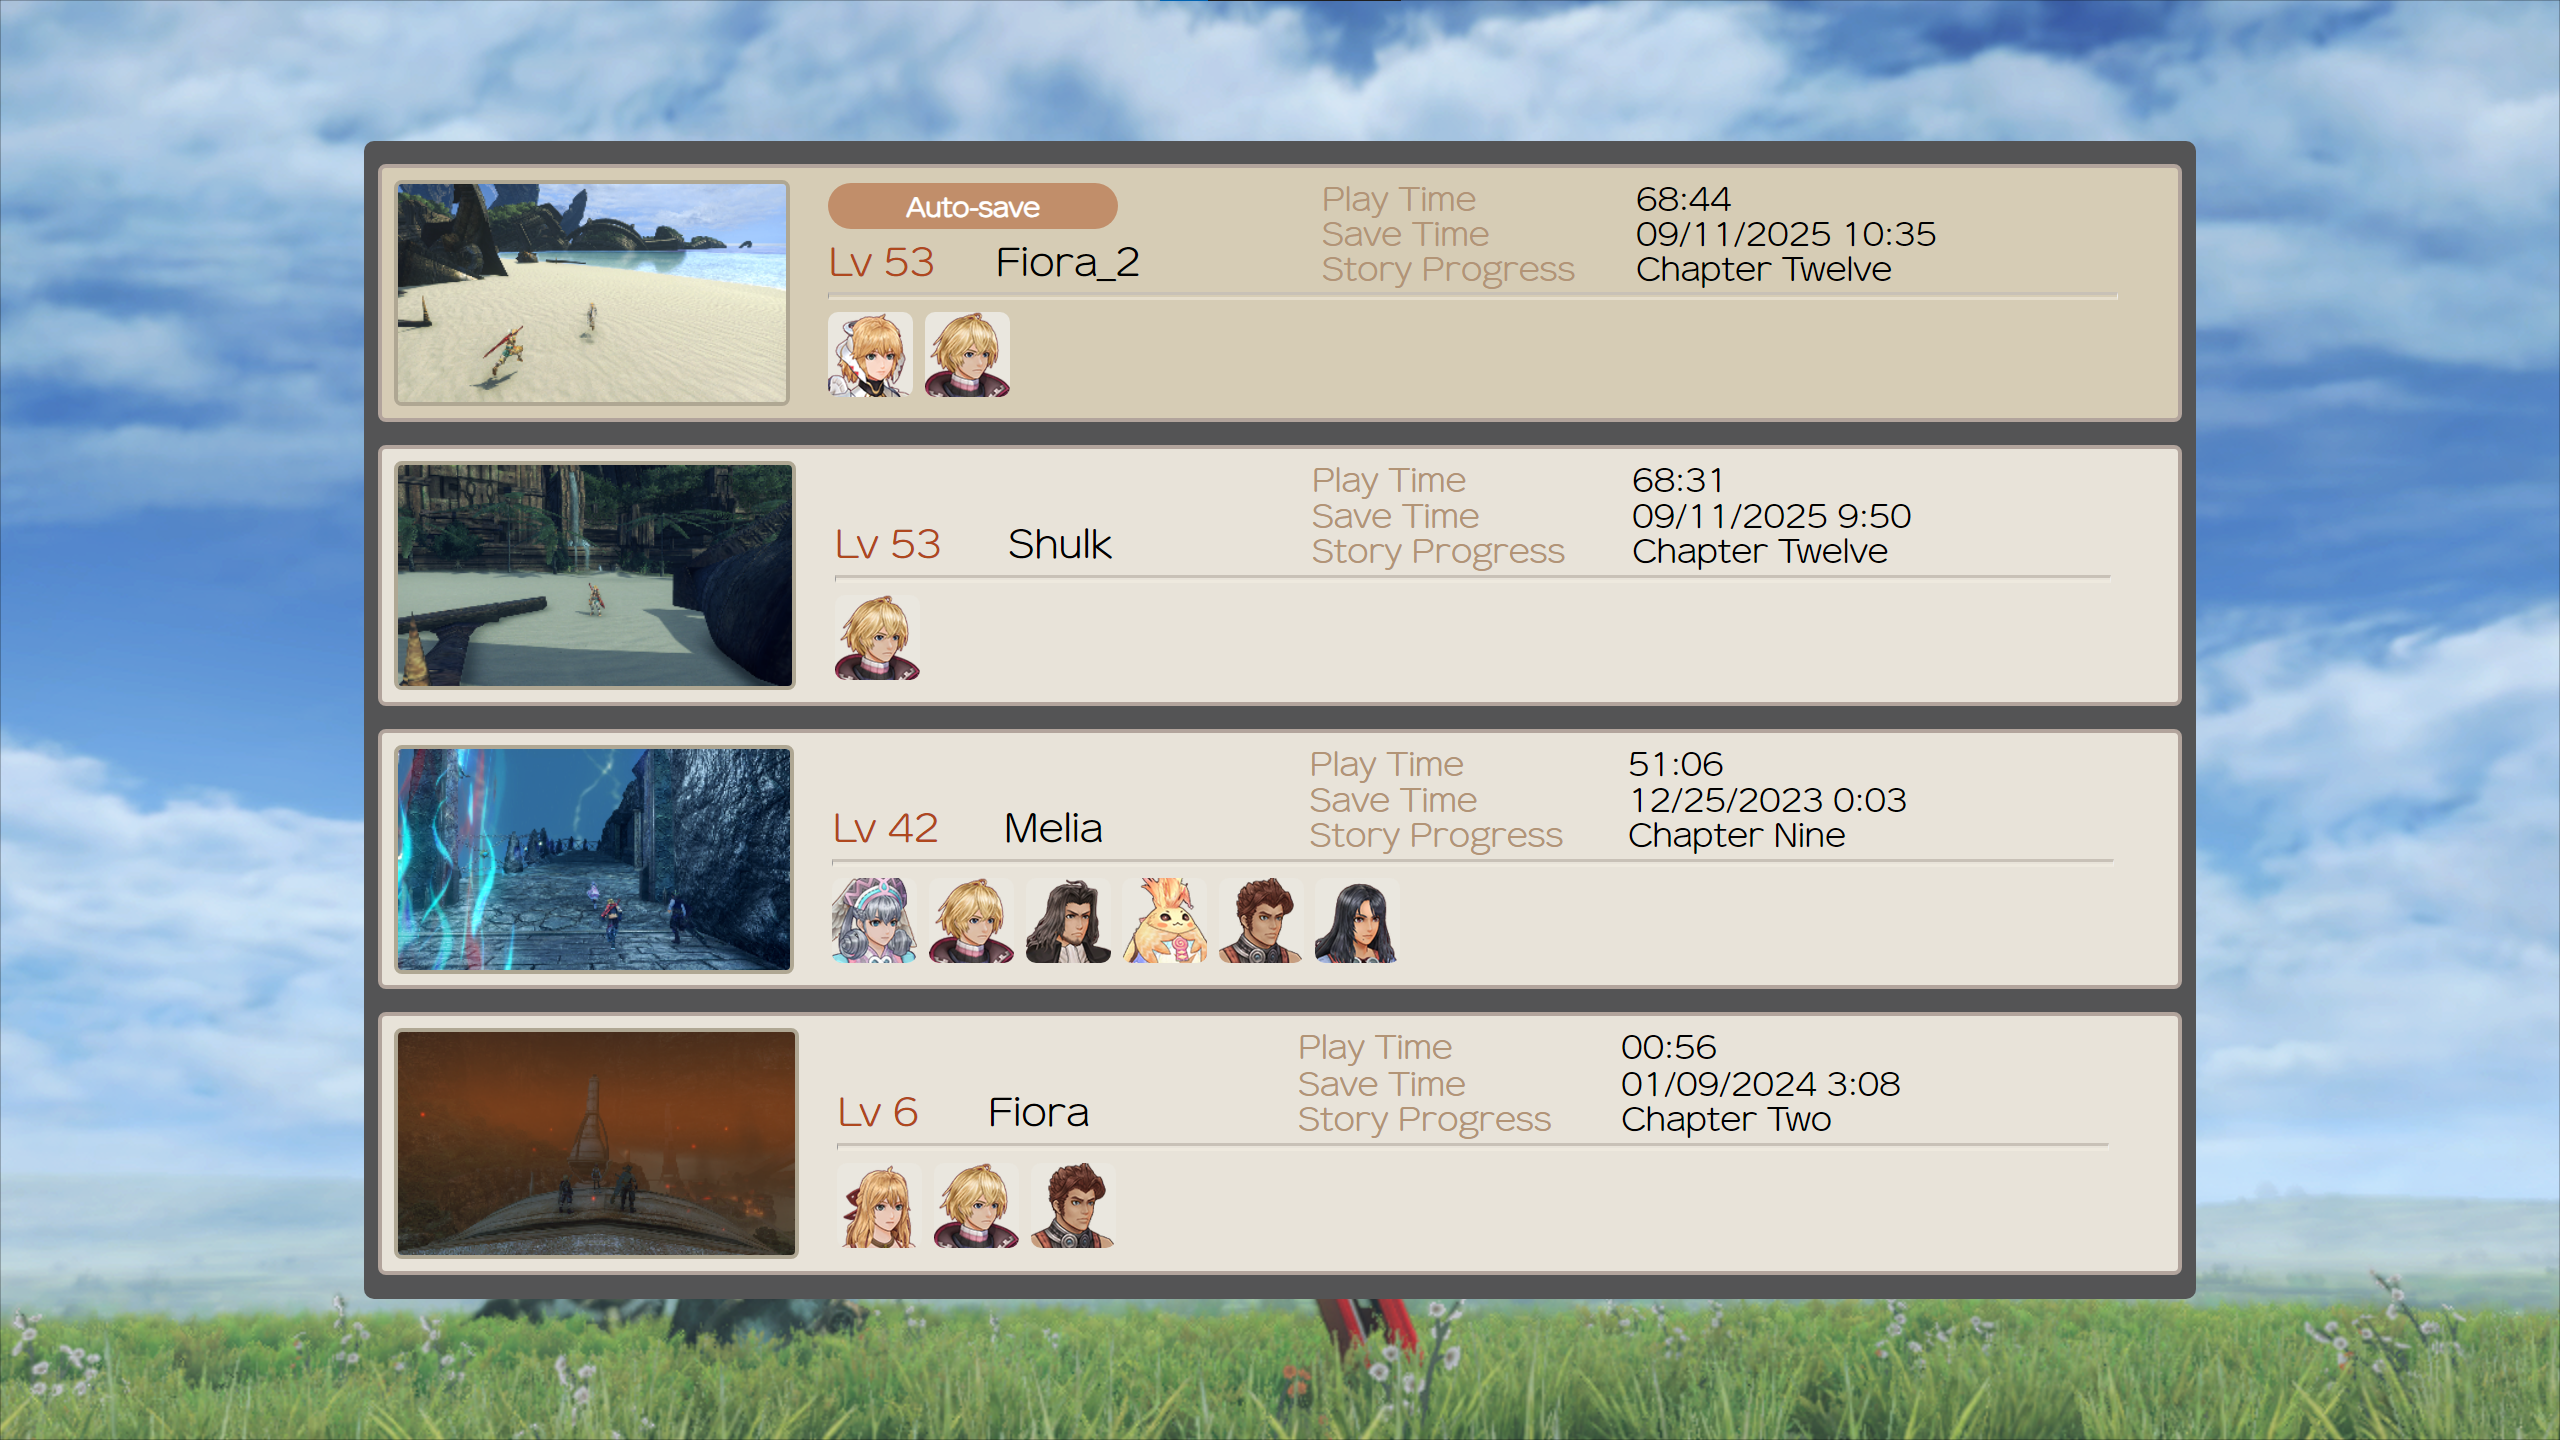 Auto-save
Lv 53 Fiora_2
Play Time 68:44
Save Time 09/11/2025 10:35
Story Progress Chapter Twelve
Lv 53 Shulk
Play Time 68:31
Save Time 09/11/2025 9:50
Story Progress Chapter Twelve
Lv 42 Melia
Play Time 51:06
Save Time 12/25/2023 0:03
Story Progress Chapter Nine
Lv 6 Fiora
Play Time 00:56
Save Time 01/09/2024 3:08
Story Progress Chapter Two